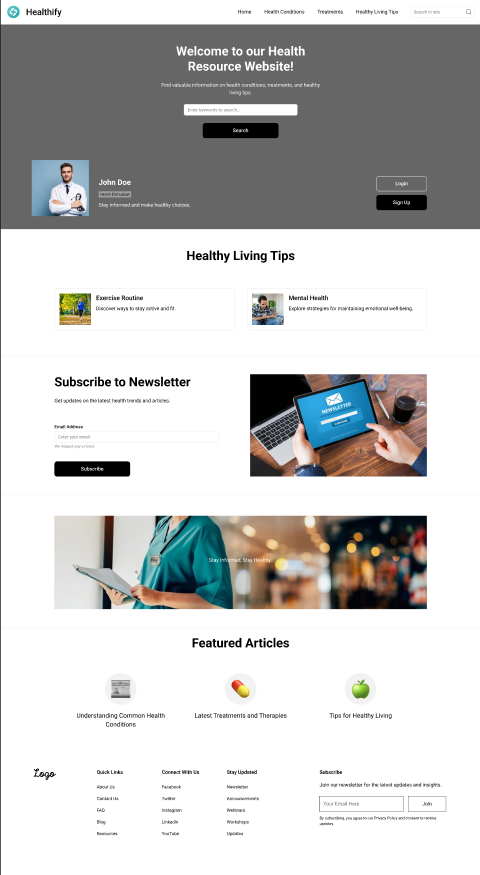 Healthify
Home
Health Conditions
Treatments
Healthy Living Tips
Search in site
Welcome to our Health
Resource Website!
Find valuable information on health conditions, treatments, and healthy
living tips.
Enter keywords to search...
Search
John Doe
Health Enthusiast
Stay informed and make healthy choices.
Login
Sign Up
Healthy Living Tips
Exercise Routine
Discover ways to stay active and fit.
Mental Health
Explore strategies for maintaining emotional well-being.
Subscribe to Newsletter
Get updates on the latest health trends and articles.
Email Address
Enter your email
We respect your privacy
Subscribe
NEWSLETTER
Stay Informed, Stay Healthy
Featured Articles
Understanding Common Health
Conditions
Latest Treatments and Therapies
Tips for Healthy Living
Logo
Quick Links
About Us
Contact Us
FAQ
Blog
Resources
Connect With Us
Facebook
Twitter
Instagram
LinkedIn
YouTube
Stay Updated
Newsletter
Announcements
Webinars
Workshops
Updates
Subscribe
Join our newsletter for the latest updates and insights.
Your Email Here
Join
By subscribing, you agree to our Privacy Policy and consent to receive
updates.